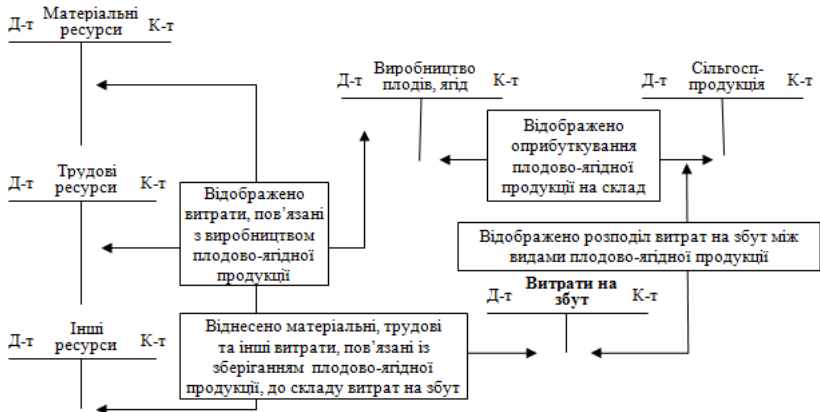 Д-т Матеріальні ресурси К-т
Д-т Виробництво плодів, ягід К-т
Д-т Сільгосп-
продукція К-т
Відображено
оприбуткування
плодово-ягідної
продукції на склад
Д-т Трудові
ресурси К-т
Відображено
витрати, пов’язані
з виробництвом
плодово-ягідної
продукції
Відображено розподіл витрат на збут між
видами плодово-ягідної продукції
Д-т Витрати на
збут К-т
Д-т Інші
ресурси К-т
Віднесено матеріальні, трудові
та інші витрати, пов’язані із
зберіганням плодово-ягідної
продукції, до складу витрат на збут